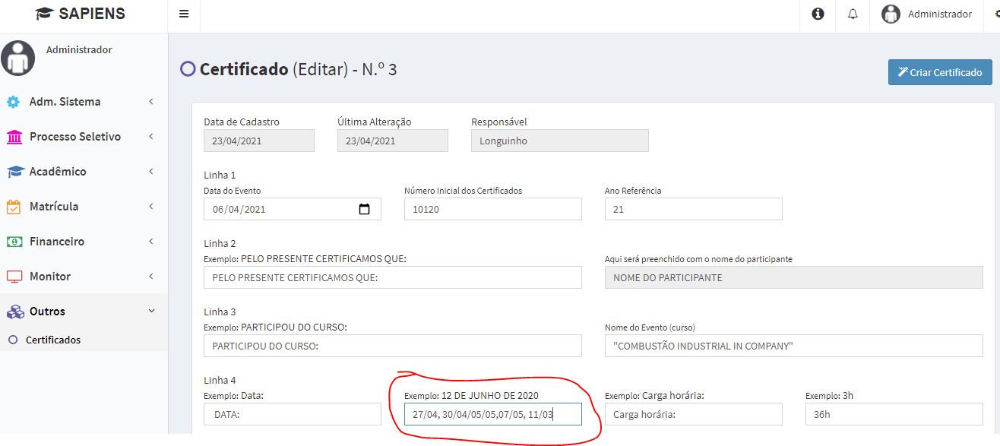 SAPIENS
Administrador
Administrador
Adm. Sistema
Processo Seletivo
Acadêmico
Matrícula
Financeiro
Monitor
Outros
Certificados
Certificado (Editar) - N.º 3
Criar Certificado
Data de Cadastro Última Alteração Responsável
23/04/2021 23/04/2021 Longuinho
Linha 1
Data do Evento Número Inicial dos Certificados Ano Referência
06/04/2021 10120 21
Linha 2
Exemplo: PELO PRESENTE CERTIFICAMOS QUE: Aqui será preenchido com o nome do participante
PELO PRESENTE CERTIFICAMOS QUE: NOME DO PARTICIPANTE
Linha 3
Exemplo: PARTICIPOU DO CURSO: Nome do Evento (curso)
PARTICIPOU DO CURSO: "COMBUSTÃO INDUSTRIAL IN COMPANY"
Linha 4
Exemplo: Data: Exemplo: 12 DE JUNHO DE 2020 Exemplo: Carga horária: Exemplo: 3h
DATA: 27/04, 30/04/05/05,07/05, 11/03 Carga horária: 36h